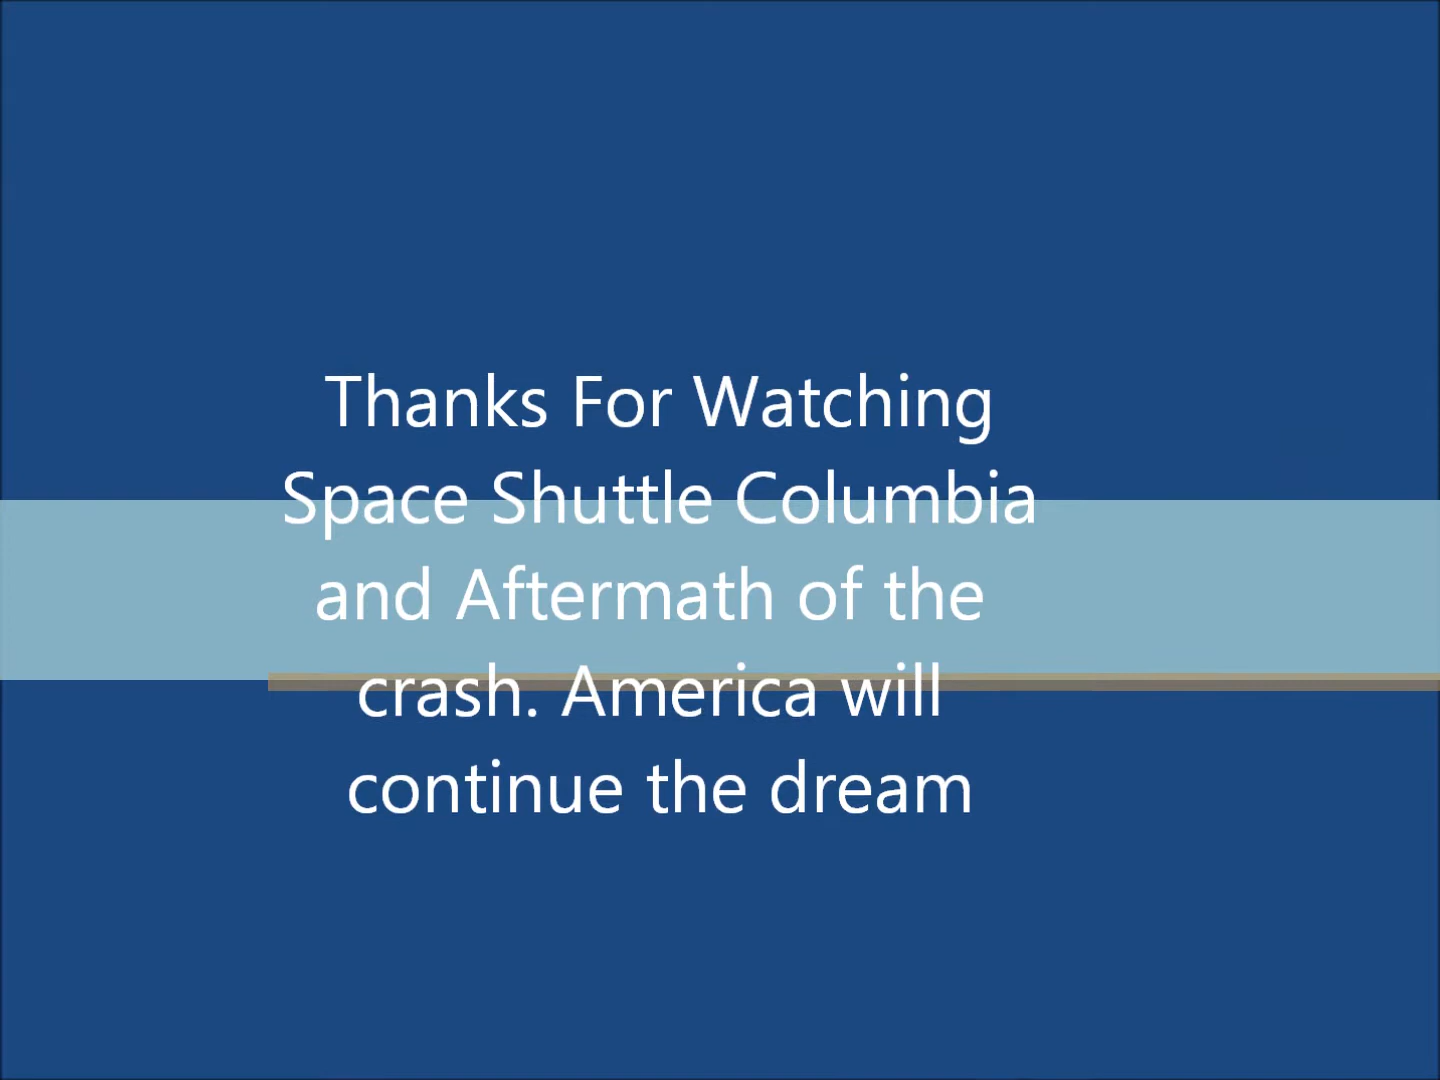 Thanks For Watching
Space Shuttle Columbia
and Aftermath of the
crash. America will
continue the dream